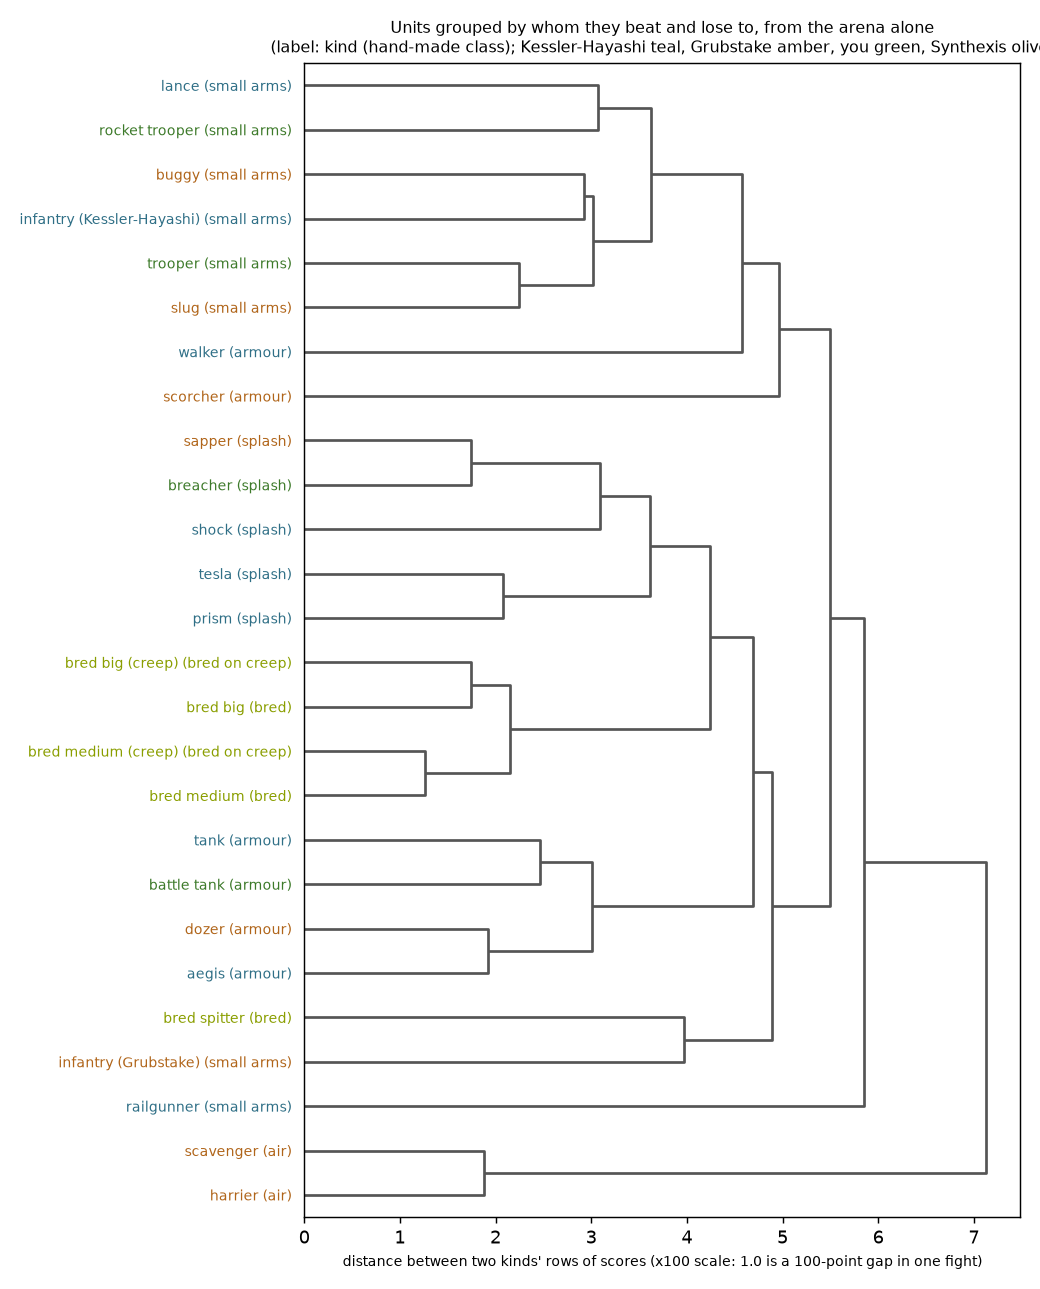 Units grouped by whom they beat and lose to, from the arena alone
(label: kind (hand-made class); Kessler-Hayashi teal, Grubstake amber, you green, Synthexis
lance (small arms)
rocket trooper (small arms)
buggy (small arms)
infantry (Kessler-Hayashi) (small arms)
trooper (small arms)
slug (small arms)
walker (armour)
scorcher (armour)
sapper (splash)
breacher (splash)
shock (splash)
tesla (splash)
prism (splash)
bred big (creep) (bred on creep)
bred big (bred)
bred medium (creep) (bred on creep)
bred medium (bred)
tank (armour)
battle tank (armour)
dozer (armour)
aegis (armour)
bred spitter (bred)
infantry (Grubstake) (small arms)
railgunner (small arms)
scavenger (air)
harrier (air)
0 1 2 3 4 5 6 7
distance between two kinds' rows of scores (x100 scale: 1.0 is a 100-point gap in one fight)